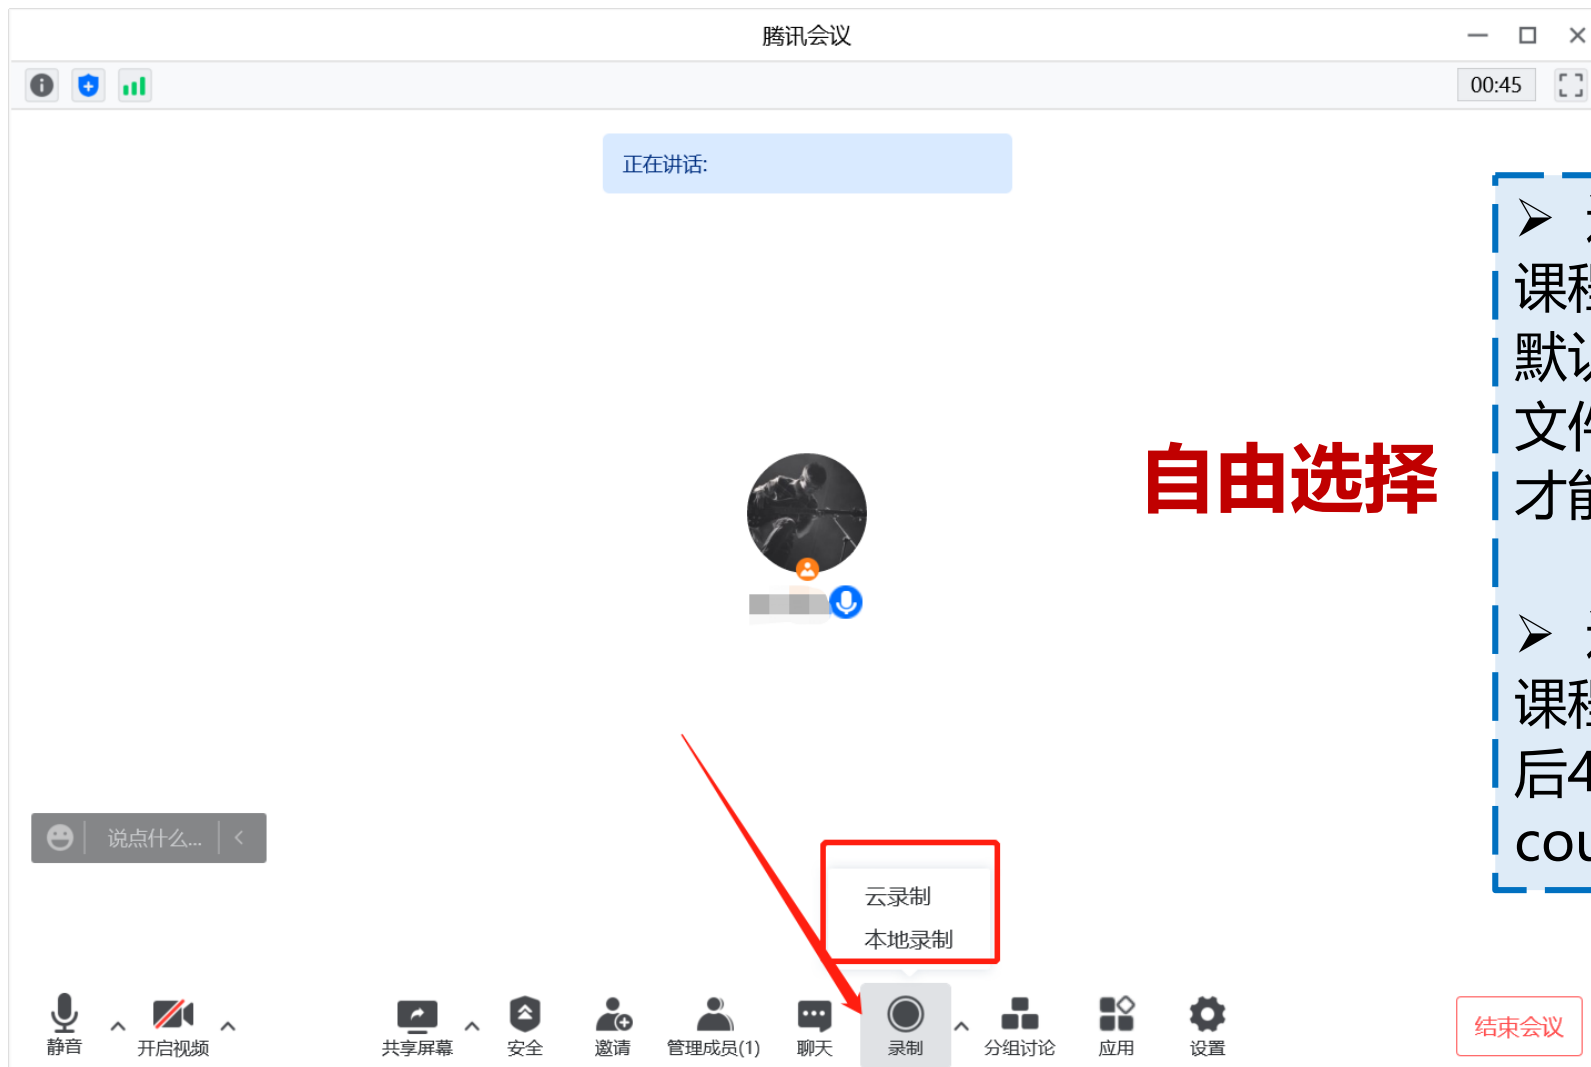 腾讯会议
00:45
正在讲话:
自由选择
课程
默认
文件
才能
课程
后4
cou
说点什么...
云录制
本地录制
静音
开启视频
共享屏幕
安全
邀请
管理成员(1)
聊天
录制
分组讨论
应用
设置
结束会议